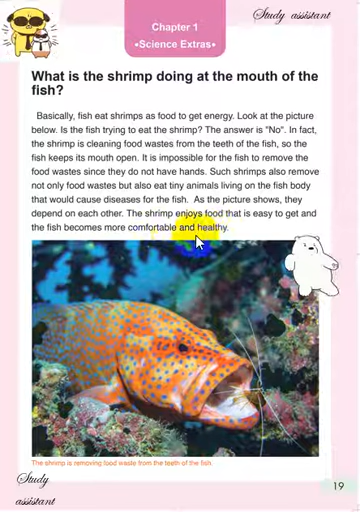 Study assistant
Chapter 1
•Science Extras•
What is the shrimp doing at the mouth of the
fish?
Basically, fish eat shrimps as food to get energy. Look at the picture
below. Is the fish trying to eat the shrimp? The answer is "No". In fact,
the shrimp is cleaning food wastes from the teeth of the fish, so the
fish keeps its mouth open. It is impossible for the fish to remove the
food wastes since they do not have hands. Such shrimps also remove
not only food wastes but also eat tiny animals living on the fish body
that would cause diseases for the fish. As the picture shows, they
depend on each other. The shrimp enjoys food that is easy to get and
the fish becomes more comfortable and healthy.
The shrimp is removing food waste from the teeth of the fish.
Study
assistant
19